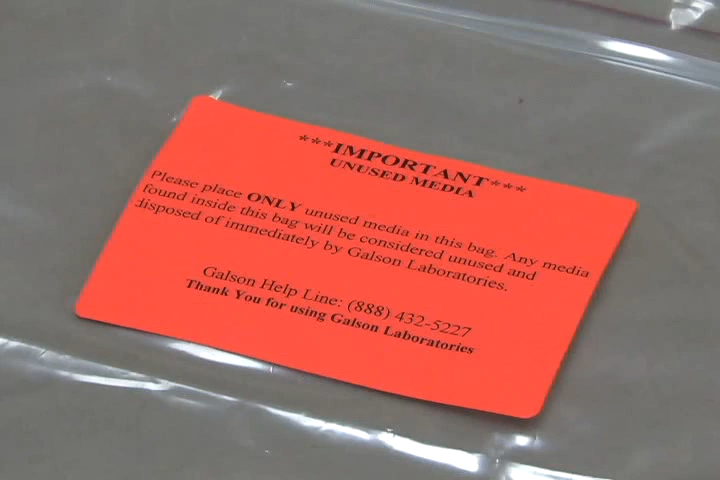 ***IMPORTANT***
UNUSED MEDIA
Please place ONLY unused media in this bag. Any media
found inside this bag will be considered unused and
disposed of immediately by Galson Laboratories.
Galson Help Line: (888) 432-5227
Thank You for using Galson Laboratories